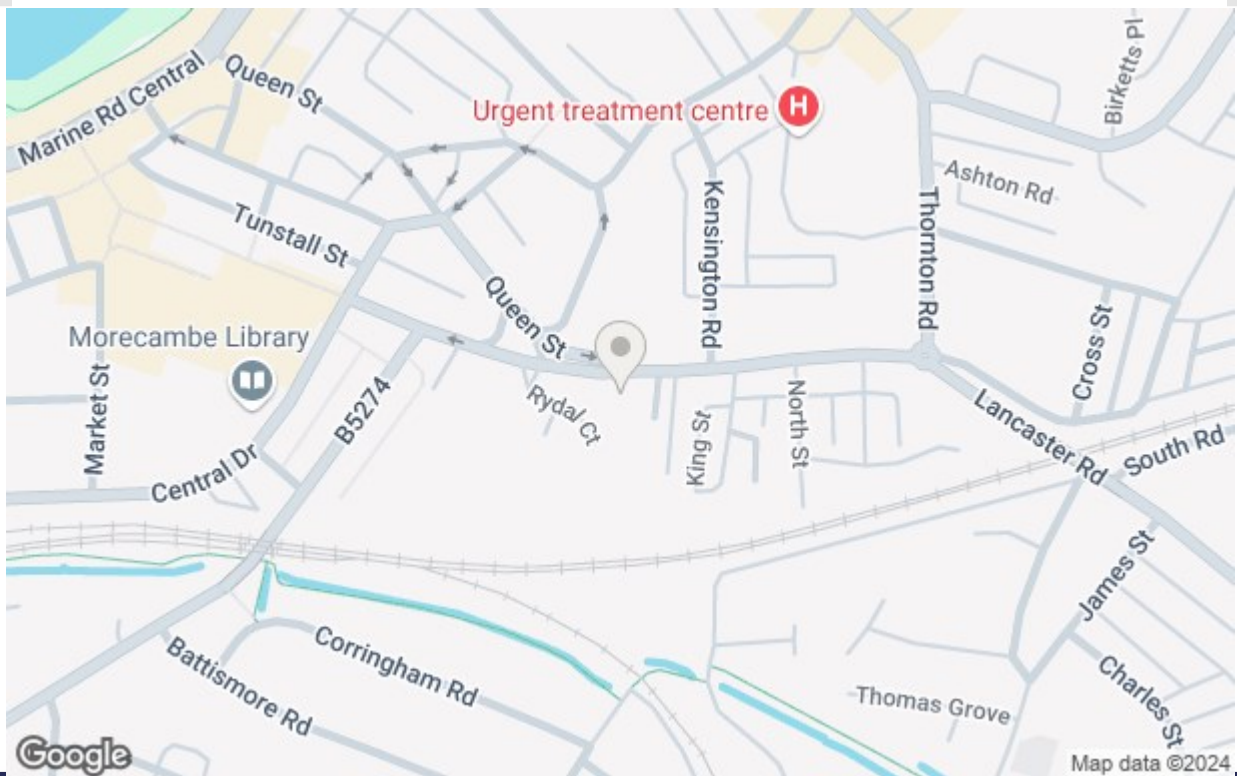 Marine Rd Central
Queen St
Urgent treatment centre
H
Birketts Pl
Ashton Rd
Kensington Rd
Thornton Rd
Tunstall St
Queen St
Morecambe Library
Market St
B5274
Rydal Ct
King St
North St
Cross St
Lancaster Rd
South Rd
Central Dr
James St
Corringham Rd
Battismore Rd
Thomas Grove
Charles St
Google
Map data ©2024